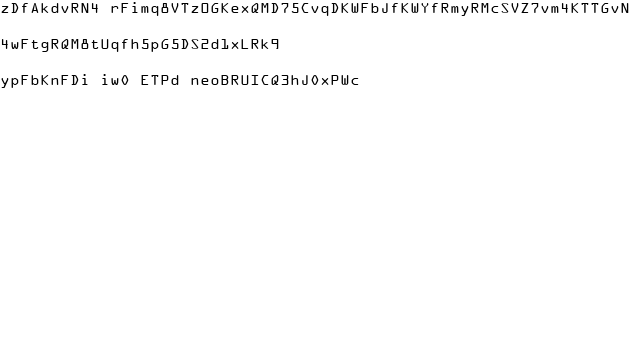 zDfAkdvRN4 rFimq8VTzOGKexQMD75CvqDKWFbJfKWYfRmyRMcSVZ7vm4KTTGvN
4wFtgRQM8tUqfh5pG5DS2d1xLRk9
ypFbKnFDi iw0 ETPd neoBRUICQ3hJ0xPWc